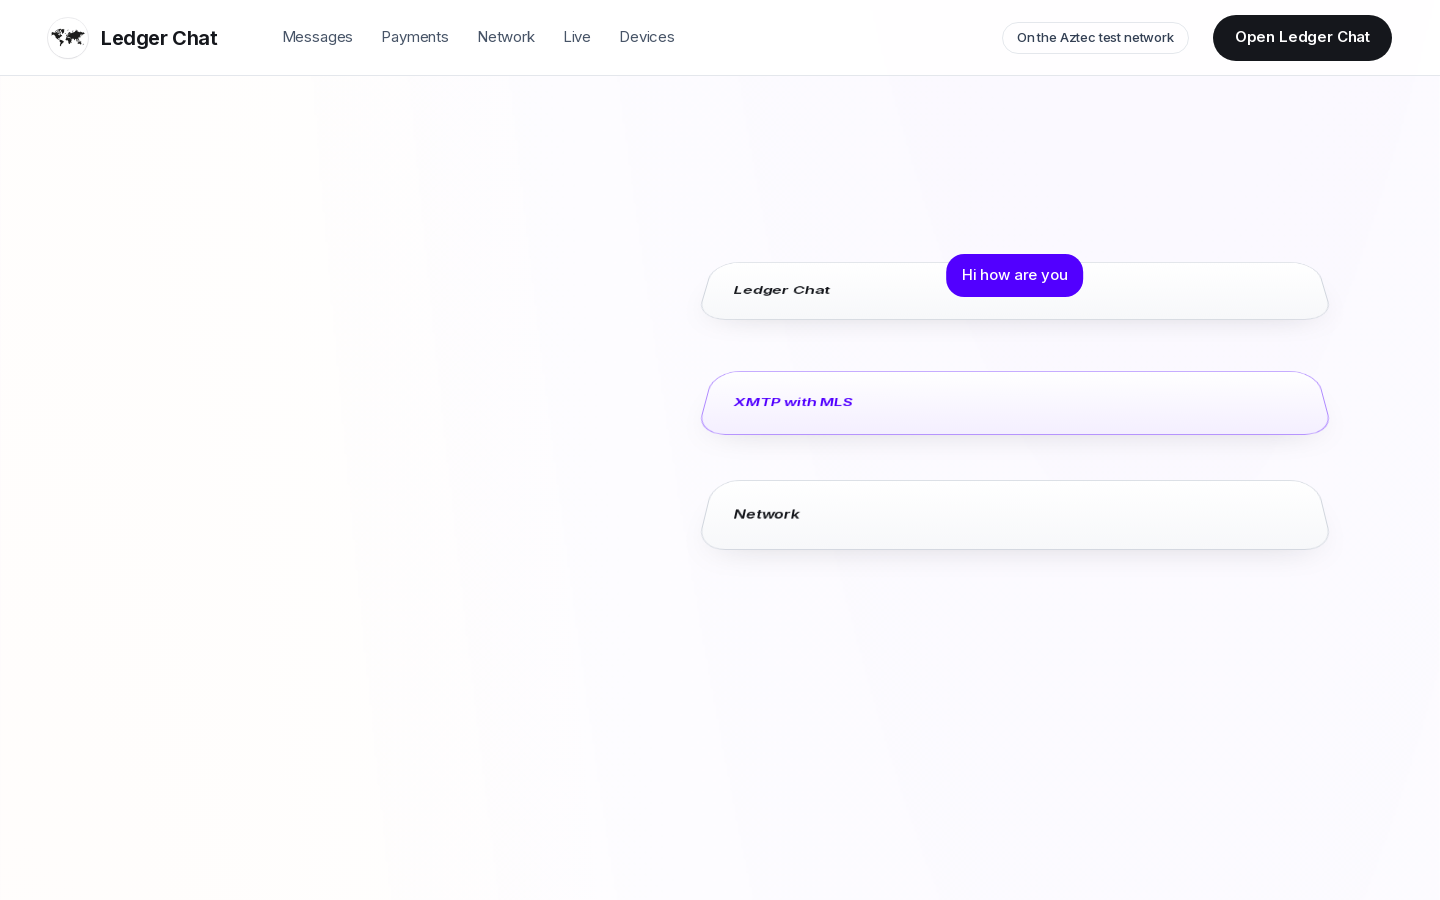 Ledger Chat
Messages
Payments
Network
Live
Devices
On the Aztec test network
Open Ledger Chat
Hi how are you
Ledger Chat
XMTP with MLS
Network